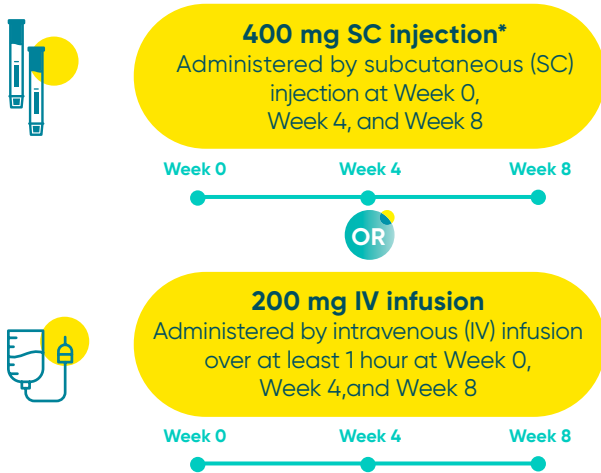 400 mg SC injection*
Administered by subcutaneous (SC)
injection at Week 0,
Week 4, and Week 8
Week 0 Week 4 Week 8
OR
200 mg IV infusion
Administered by intravenous (IV) infusion
over at least 1 hour at Week 0,
Week 4,and Week 8
Week 0 Week 4 Week 8